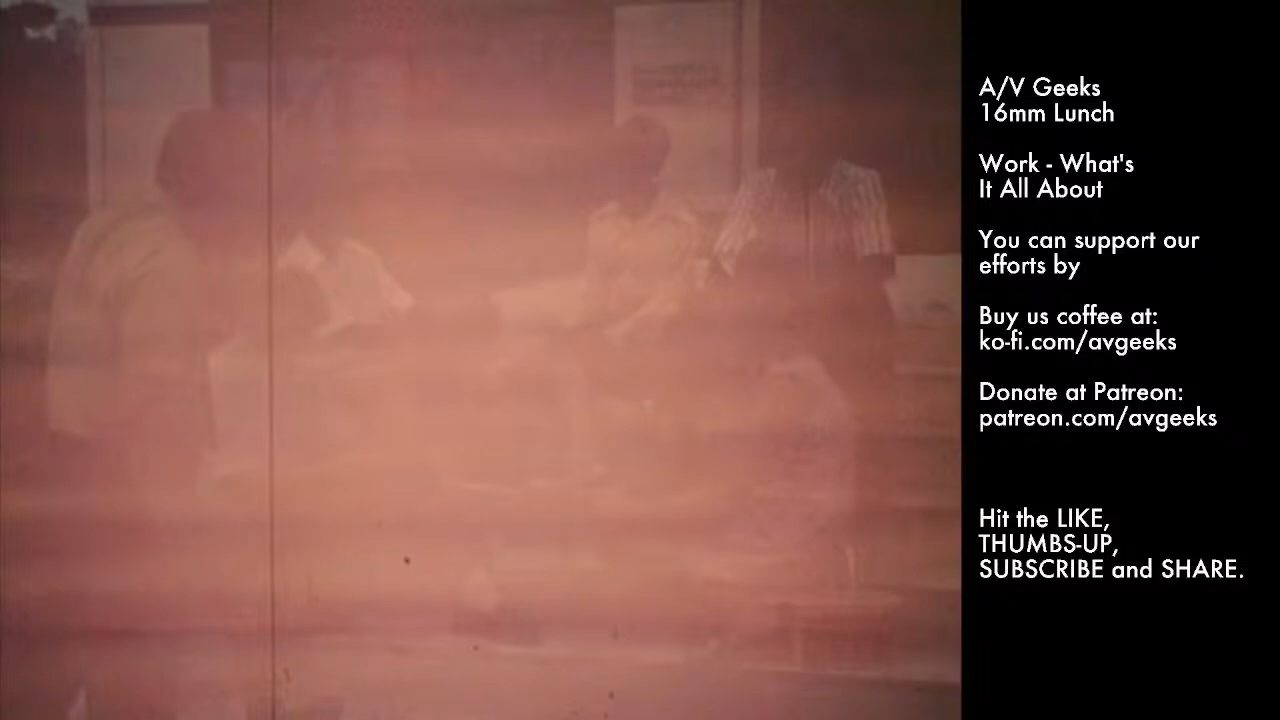 A/V Geeks
16mm Lunch
Work - What's
It All About
You can support our
efforts by
Buy us coffee at:
ko-fi.com/avgeeks
Donate at Patreon:
patreon.com/avgeeks
Hit the LIKE,
THUMBS-UP,
SUBSCRIBE and SHARE.